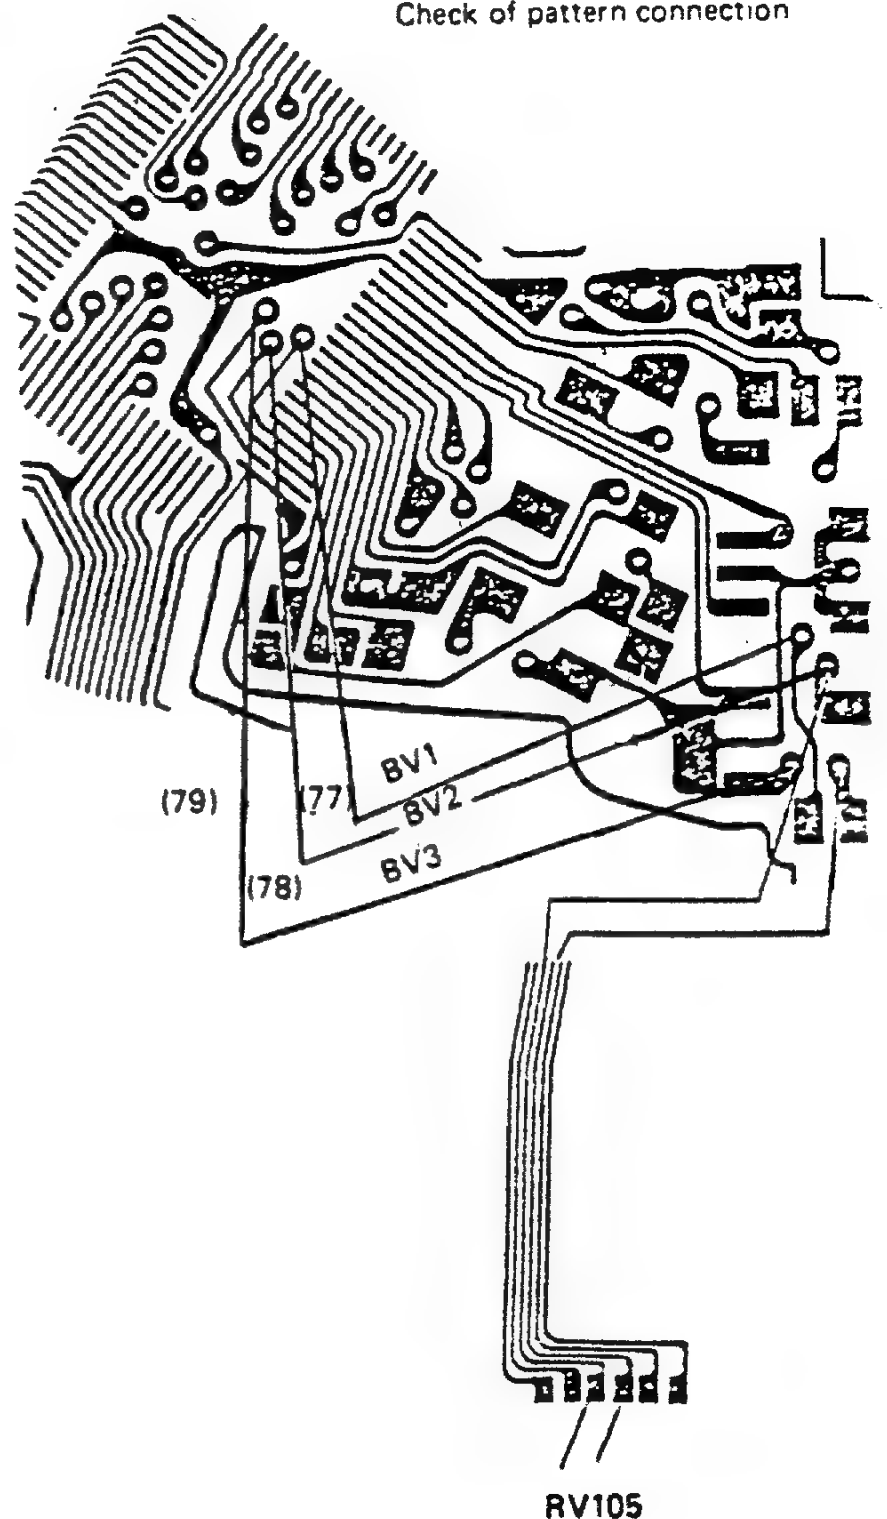 Check of pattern connection
BV1
(79)
(77)
BV2
BV3
(78)
RV105